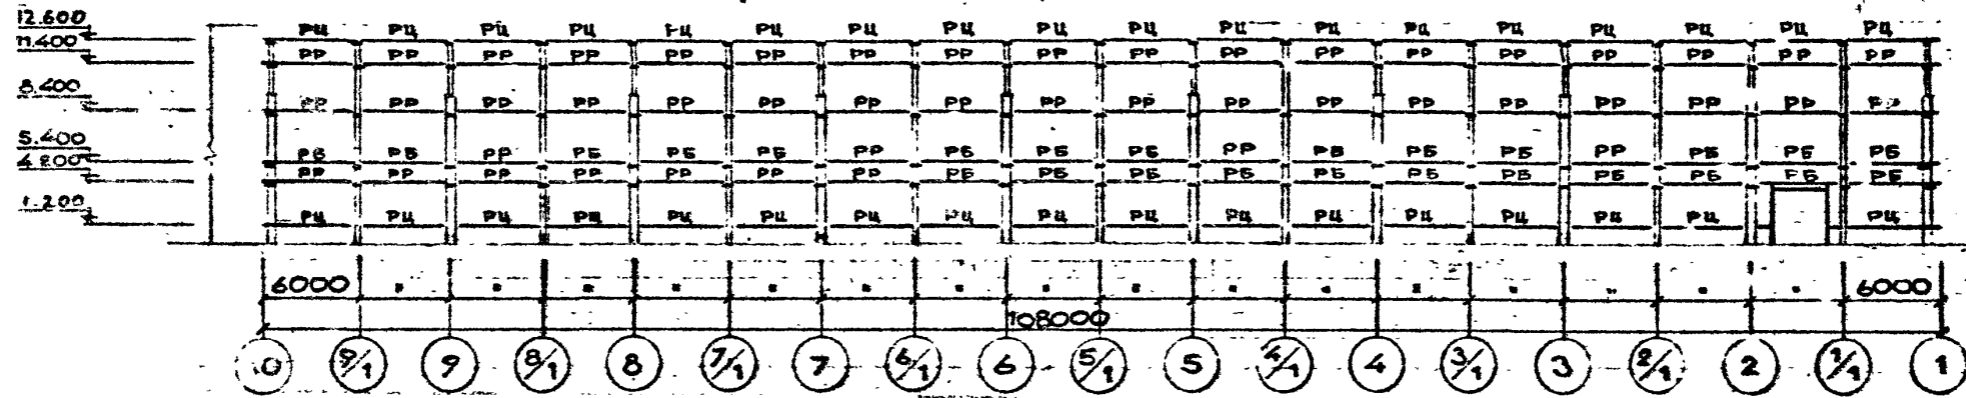 12.600 РЦ РЦ РЦ РЦ РЦ РЦ РЦ РЦ РЦ РЦ РЦ РЦ РЦ РЦ РЦ РЦ РЦ РЦ
11.400 РР РР РР РР РР РР РР РР РР РР РР РР РР РР РР РР РР РР
8.400 РР РР РР РР РР РР РР РР РР РР РР РР РР РР РР РР РР РР
5.400 РБ РБ РР РБ РБ РБ РР РБ РБ РБ РР РБ РБ РБ РР РБ РБ РБ
4.800 РР РР РР РР РР РР РР РБ РБ РБ РБ РБ РБ РБ РБ РБ РБ РБ
1.200 РЦ РЦ РЦ РЦ РЦ РЦ РЦ РЦ РЦ РЦ РЦ РЦ РЦ РЦ РЦ РЦ РЦ
6000 " " " " " " " " " " " " " " " " 6000
108000
10 9/1 9 8/1 8 7/1 7 6/1 6 5/1 5 4/1 4 3/1 3 2/1 2 1/1 1